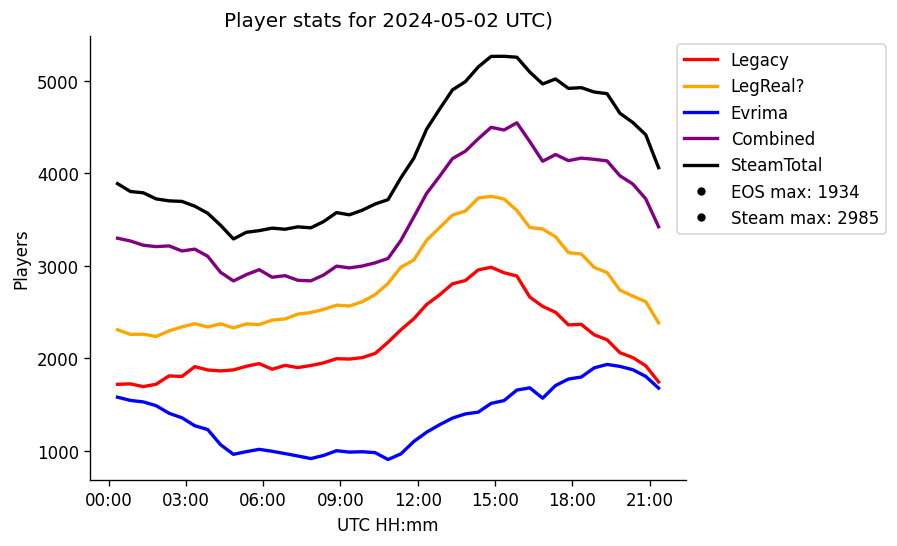 Player stats for 2024-05-02 UTC)
Players
5000
4000
3000
2000
1000
00:00 03:00 06:00 09:00 12:00 15:00 18:00 21:00
UTC HH:mm
Legacy
LegReal?
Evrima
Combined
SteamTotal
EOS max: 1934
Steam max: 2985